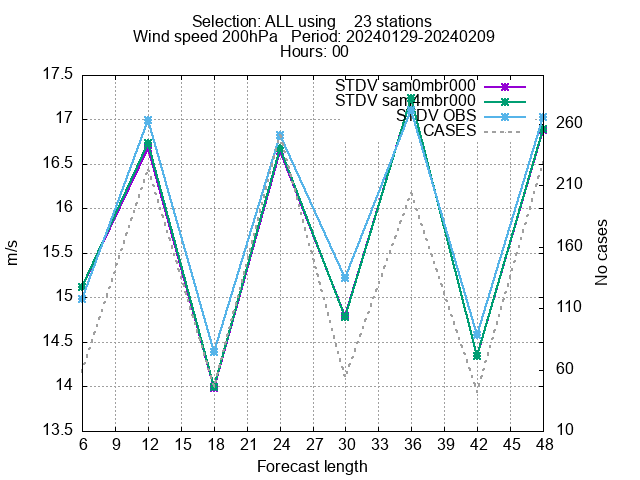 Selection: ALL using 23 stations
Wind speed 200hPa Period: 20240129-20240209
Hours: 00
STDV sam0mbr000
STDV sam4mbr000
STDV OBS
CASES
17.5
17
16.5
16
15.5
15
14.5
14
13.5
m/s
260
210
160
110
60
10
No cases
6 9 12 15 18 21 24 27 30 33 36 39 42 45 48
Forecast length